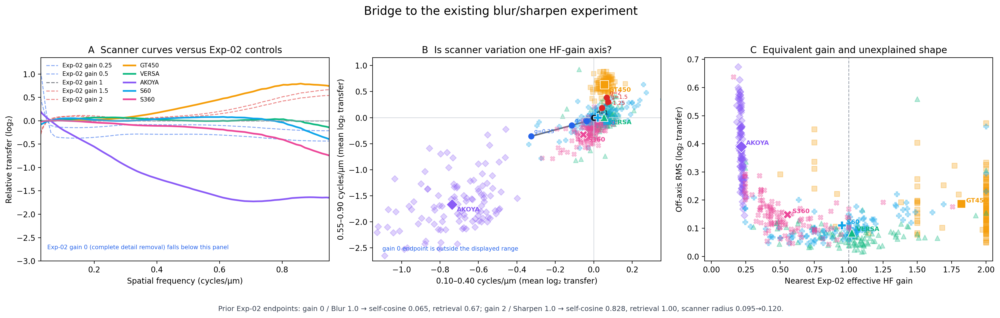 Bridge to the existing blur/sharpen experiment
A  Scanner curves versus Exp-02 controls
Relative transfer (log₂)
1.0
0.5
0.0
−0.5
−1.0
−1.5
−2.0
−2.5
−3.0
Exp-02 gain 0.25
Exp-02 gain 0.5
Exp-02 gain 1
Exp-02 gain 1.5
Exp-02 gain 2
GT450
VERSA
AKOYA
S60
S360
Exp-02 gain 0 (complete detail removal) falls below this panel
0.2
0.4
0.6
0.8
Spatial frequency (cycles/μm)
B  Is scanner variation one HF-gain axis?
0.55–0.90 cycles/μm (mean log₂ transfer)
1.0
0.5
0.0
−0.5
−1.0
−1.5
−2.0
−2.5
GT450
g=2
g=1.5
g=1.25
g=1
VERSA
g=0.25
S360
AKOYA
gain 0 endpoint is outside the displayed range
−1.0
−0.8
−0.6
−0.4
−0.2
0.0
0.2
0.10–0.40 cycles/μm (mean log₂ transfer)
C  Equivalent gain and unexplained shape
Off-axis RMS (log₂ transfer)
0.7
0.6
0.5
0.4
0.3
0.2
0.1
0.0
AKOYA
GT450
S360
S60
VERSA
0.00
0.25
0.50
0.75
1.00
1.25
1.50
1.75
2.00
Nearest Exp-02 effective HF gain
Prior Exp-02 endpoints: gain 0 / Blur 1.0 → self-cosine 0.065, retrieval 0.67; gain 2 / Sharpen 1.0 → self-cosine 0.828, retrieval 1.00, scanner radius 0.095→0.120.